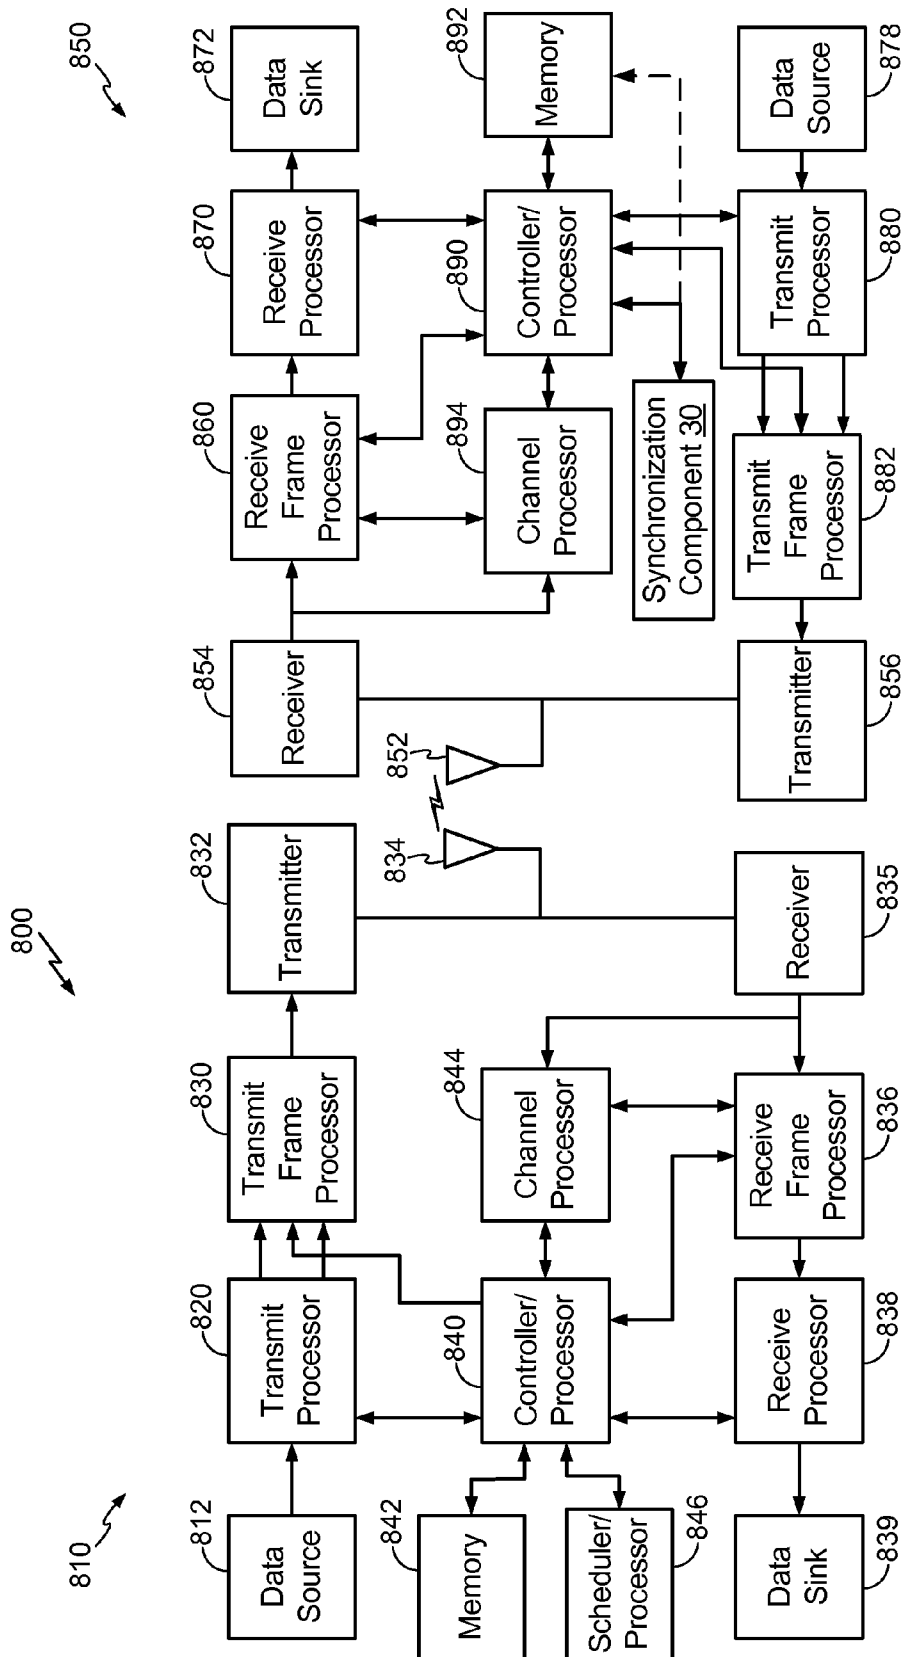 800
810
850
812
Data
Source
820
Transmit
Processor
830
Transmit
Frame
Processor
832
Transmitter
854
Receiver
860
Receive
Frame
Processor
870
Receive
Processor
872
Data
Sink
842
Memory
840
Controller/
Processor
844
Channel
Processor
834
852
894
Channel
Processor
890
Controller/
Processor
892
Memory
Scheduler/
Processor
846
Synchronization
Component 30
Data
Sink
839
Receive
Processor
838
Receive
Frame
Processor
836
Receiver
835
Transmitter
856
Transmit
Frame
Processor
882
Transmit
Processor
880
Data
Source
878